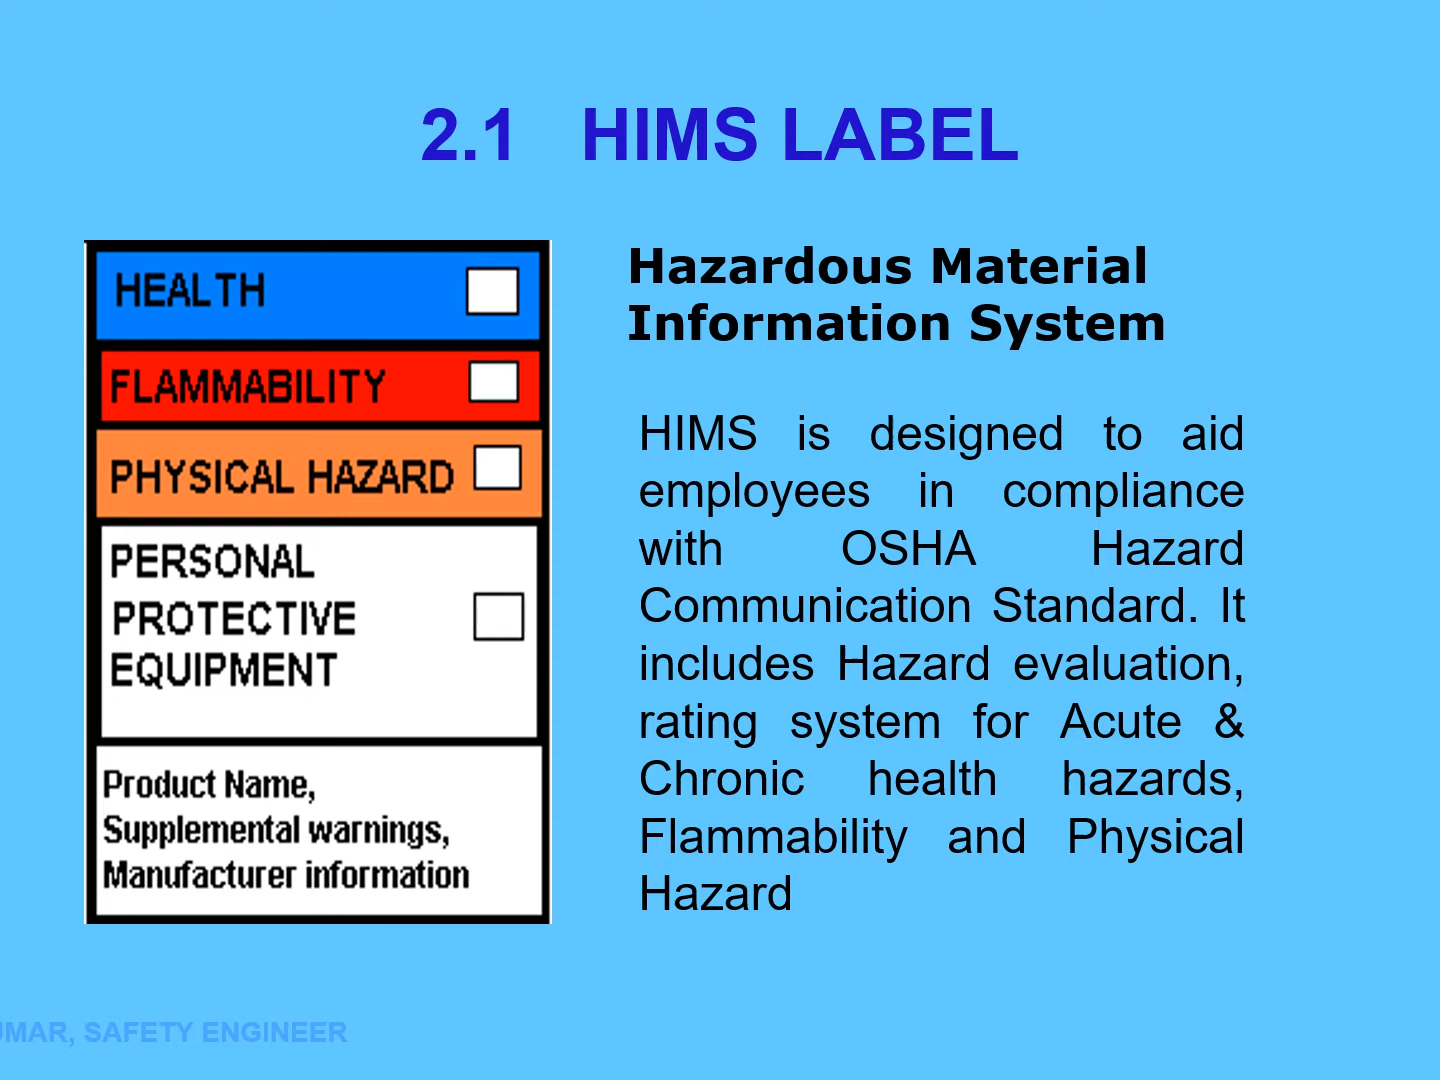 2.1 HIMS LABEL
HEALTH
FLAMMABILITY
PHYSICAL HAZARD
PERSONAL
PROTECTIVE
EQUIPMENT
Product Name,
Supplemental warnings,
Manufacturer information
Hazardous Material
Information System
HIMS is designed to aid
employees in compliance
with OSHA Hazard
Communication Standard. It
includes Hazard evaluation,
rating system for Acute &
Chronic health hazards,
Flammability and Physical
Hazard
SAFETY ENGINEER